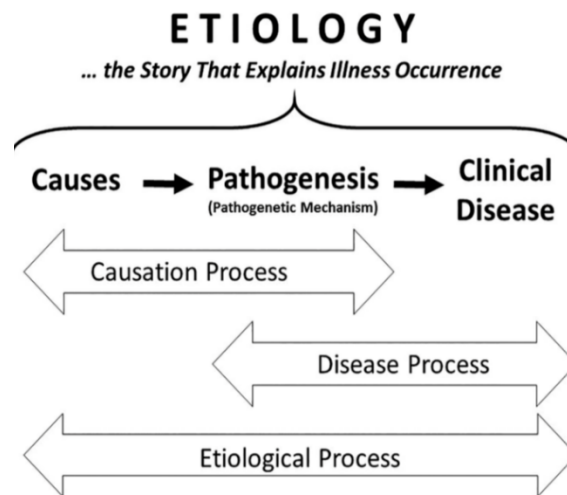 ETIOLOGY
... the Story That Explains Illness Occurrence
Causes Pathogenesis Clinical
(Pathogenetic Mechanism) Disease
Causation Process
Disease Process
Etiological Process